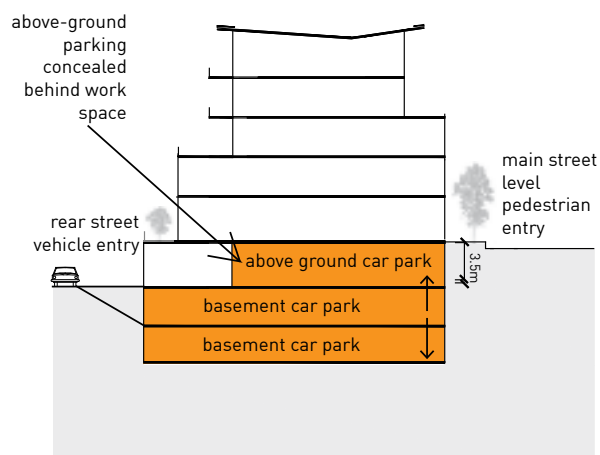 above-ground
parking
concealed
behind work
space
main street
level
pedestrian
entry
rear street
vehicle entry
above ground car park
3.5m
basement car park
basement car park